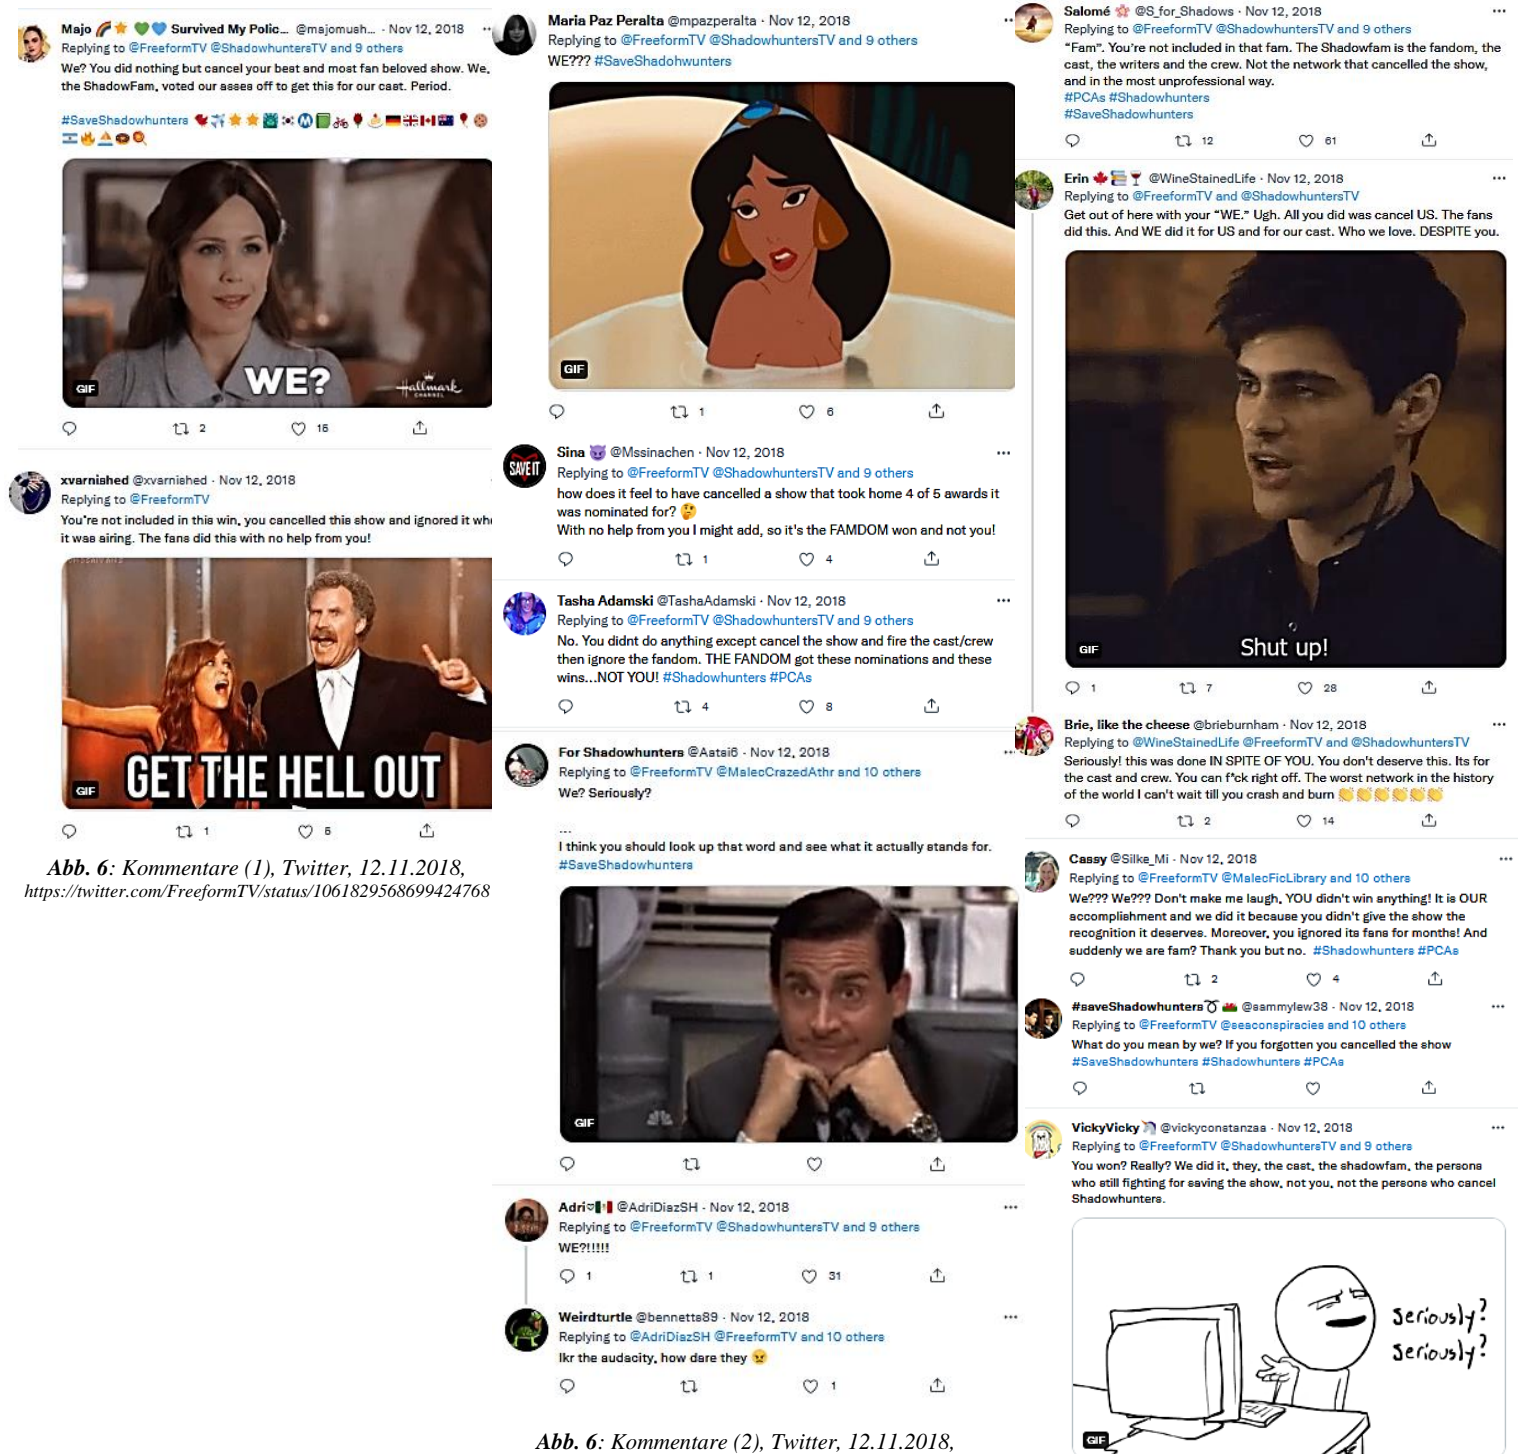 Majo Survived My Polic... @majomush... · Nov 12, 2018
Replying to @FreeformTV @ShadowhuntersTV and 9 others
We? You did nothing but cancel your best and most fan beloved show. We,
the ShadowFam, voted our asses off to get this for our cast. Period.
#SaveShadowhunters
WE?
Hallmark
CHANNEL
GIF
2
15
xvarnished @xvarnished · Nov 12, 2018
Replying to @FreeformTV
You're not included in this win, you cancelled this show and ignored it whe
it was airing. The fans did this with no help from you!
GET THE HELL OUT
GIF
1
5
Abb. 6: Kommentare (1), Twitter, 12.11.2018,
https://twitter.com/FreeformTV/status/1061829568699424768
Maria Paz Peralta @mpazperalta · Nov 12, 2018
Replying to @FreeformTV @ShadowhuntersTV and 9 others
WE??? #SaveShadohwunters
GIF
1
6
SAVE IT
Sina @Mssinachen · Nov 12, 2018
Replying to @FreeformTV @ShadowhuntersTV and 9 others
how does it feel to have cancelled a show that took home 4 of 5 awards it
was nominated for?
With no help from you I might add, so it's the FAMDOM won and not you!
1
4
Tasha Adamski @TashaAdamski · Nov 12, 2018
Replying to @FreeformTV @ShadowhuntersTV and 9 others
No. You didnt do anything except cancel the show and fire the cast/crew
then ignore the fandom. THE FANDOM got these nominations and these
wins...NOT YOU! #Shadowhunters #PCAs
4
8
For Shadowhunters @Aatai6 · Nov 12, 2018
Replying to @FreeformTV @MalecCrazedAthr and 10 others
We? Seriously?
...
I think you should look up that word and see what it actually stands for.
#SaveShadowhunters
GIF
Adri @AdriDiazSH · Nov 12, 2018
Replying to @FreeformTV @ShadowhuntersTV and 9 others
WE?!!!!!
1
1
31
Weirdturtle @bennetts89 · Nov 12, 2018
Replying to @AdriDiazSH @FreeformTV and 10 others
Ikr the audacity, how dare they
1
Abb. 6: Kommentare (2), Twitter, 12.11.2018,
Salomé @S_for_Shadows · Nov 12, 2018
Replying to @FreeformTV @ShadowhuntersTV and 9 others
"Fam". You're not included in that fam. The Shadowfam is the fandom, the
cast, the writers and the crew. Not the network that cancelled the show,
and in the most unprofessional way.
#PCAs #Shadowhunters
#SaveShadowhunters
12
61
Erin @WineStainedLife · Nov 12, 2018
Replying to @FreeformTV and @ShadowhuntersTV
Get out of here with your "WE." Ugh. All you did was cancel US. The fans
did this. And WE did it for US and for our cast. Who we love. DESPITE you.
Shut up!
GIF
1
7
28
Brie, like the cheese @brieburnham · Nov 12, 2018
Replying to @WineStainedLife @FreeformTV and @ShadowhuntersTV
Seriously! this was done IN SPITE OF YOU. You don't deserve this. Its for
the cast and crew. You can f*ck right off. The worst network in the history
of the world I can't wait till you crash and burn
2
14
Cassy @Silke_Mi · Nov 12, 2018
Replying to @FreeformTV @MalecFicLibrary and 10 others
We??? We??? Don't make me laugh, YOU didn't win anything! It is OUR
accomplishment and we did it because you didn't give the show the
recognition it deserves. Moreover, you ignored its fans for months! And
suddenly we are fam? Thank you but no. #Shadowhunters #PCAs
2
4
#saveShadowhunters @sammylew38 · Nov 12, 2018
Replying to @FreeformTV @seaconspiracies and 10 others
What do you mean by we? If you forgotten you cancelled the show
#SaveShadowhunters #Shadowhunters #PCAs
VickyVicky @vickyconstanzaa · Nov 12, 2018
Replying to @FreeformTV @ShadowhuntersTV and 9 others
You won? Really? We did it, they, the cast, the shadowfam, the persons
who still fighting for saving the show, not you, not the persons who cancel
Shadowhunters.
seriously?
seriously?
GIF